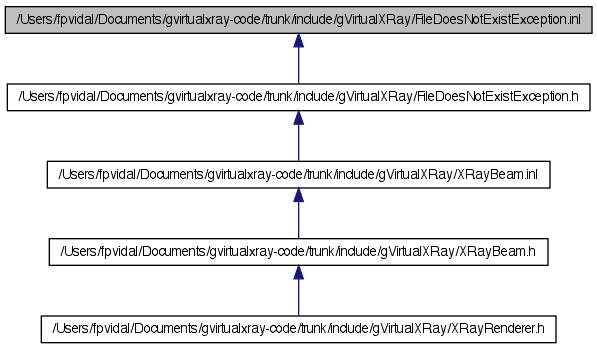 /Users/fpvidal/Documents/gvirtualxray-code/trunk/include/gVirtualXRay/FileDoesNotExistException.inl
/Users/fpvidal/Documents/gvirtualxray-code/trunk/include/gVirtualXRay/FileDoesNotExistException.h
/Users/fpvidal/Documents/gvirtualxray-code/trunk/include/gVirtualXRay/XRayBeam.inl
/Users/fpvidal/Documents/gvirtualxray-code/trunk/include/gVirtualXRay/XRayBeam.h
/Users/fpvidal/Documents/gvirtualxray-code/trunk/include/gVirtualXRay/XRayRenderer.h